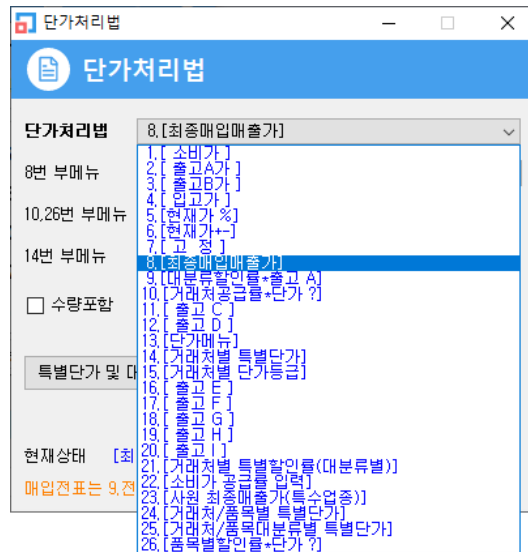 단가처리법
단가처리법
단가처리법
8.[최종매입매출가]
8번 부메뉴
10,26번 부메뉴
14번 부메뉴
수량포함
특별단가 및
현재상태 [최
매입전표는 9.전
1.[ 소비가 ]
2.[ 출고A가 ]
3.[ 출고B가 ]
4.[ 입고가 ]
5.[현재가 %]
6.[현재가+-]
7.[ 고 정 ]
8.[최종매입매출가]
9.[대분류할인률*출고 A]
10.[거래처공급률*단가 ?]
11.[ 출고 C ]
12.[ 출고 D ]
13.[단가메뉴]
14.[거래처별 특별단가]
15.[거래처별 단가등급]
16.[ 출고 E ]
17.[ 출고 F ]
18.[ 출고 G ]
19.[ 출고 H ]
20.[ 출고 I ]
21.[거래처별 특별할인률(대분류별)]
22.[소비가 공급률 입력]
23.[사원 최종매출가(특수업종)]
24.[거래처/품목별 특별단가]
25.[거래처/품목대분류별 특별단가]
26.[품목별할인률*단가 ?]